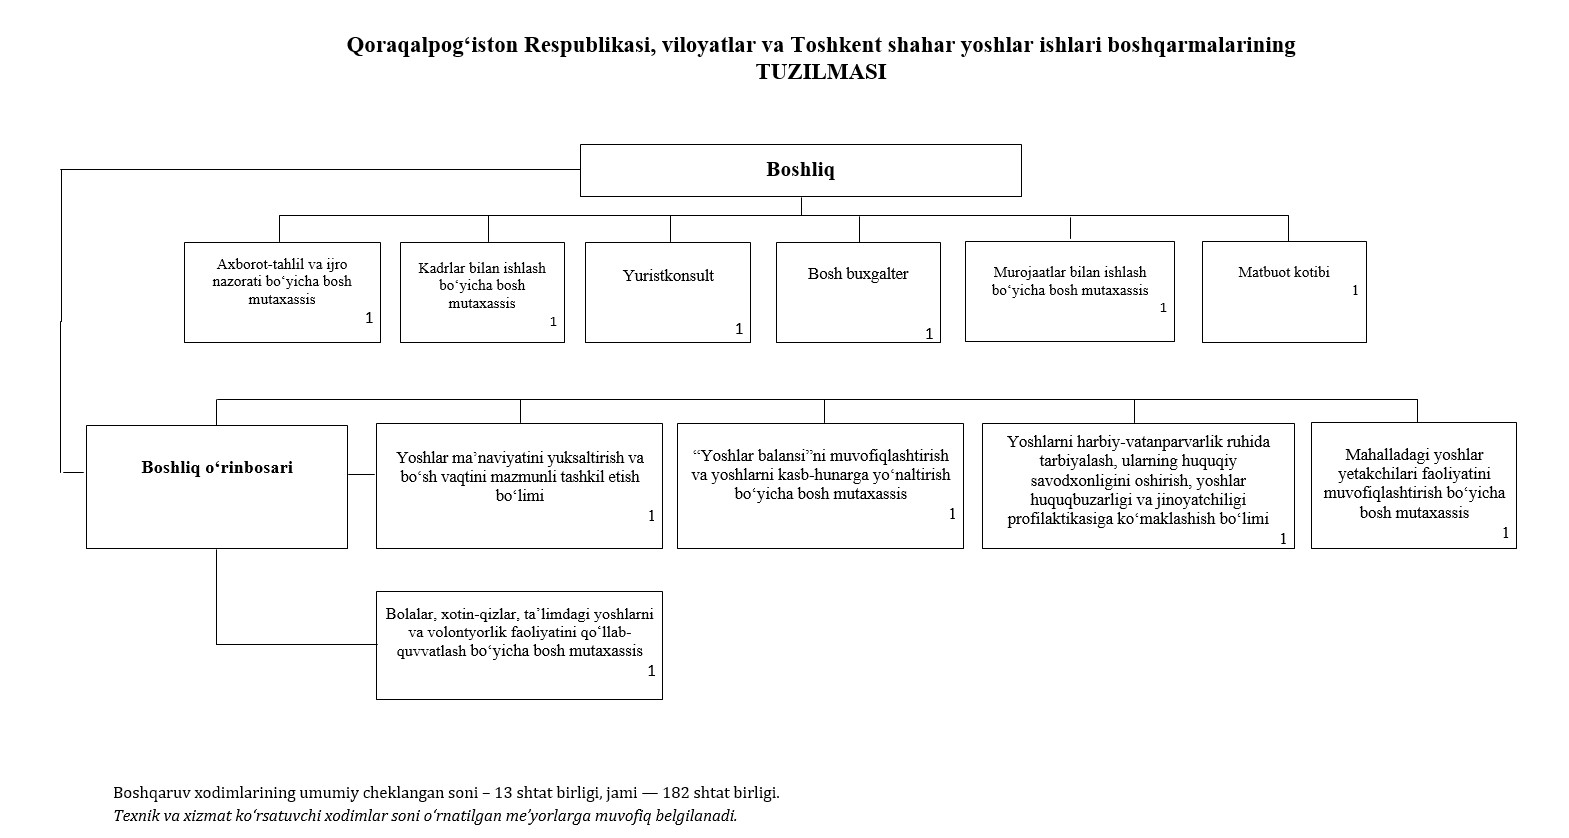 Qoraqalpog‘iston Respublikasi, viloyatlar va Toshkent shahar yoshlar ishlari boshqarmalarining
TUZILMASI
Boshliq
Axborot-tahlil va ijro
nazorati bo‘yicha bosh
mutaxassis
1
Kadrlar bilan ishlash
bo‘yicha bosh
mutaxassis
1
Yuristkonsult
1
Bosh buxgalter
1
Murojaatlar bilan ishlash
bo‘yicha bosh mutaxassis
1
Matbuot kotibi
1
Boshliq o‘rinbosari
Yoshlar ma’naviyatini yuksaltirish va
bo‘sh vaqtini mazmunli tashkil etish
bo‘limi
1
“Yoshlar balansi”ni muvofiqlashtirish
va yoshlarni kasb-hunarga yo‘naltirish
bo‘yicha bosh mutaxassis
1
Yoshlarni harbiy-vatanparvarlik ruhida
tarbiyalash, ularning huquqiy
savodxonligini oshirish, yoshlar
huquqbuzarligi va jinoyatchiligi
profilaktikasiga ko‘maklashish bo‘limi
1
Mahalladagi yoshlar
yetakchilari faoliyatini
muvofiqlashtirish bo‘yicha
bosh mutaxassis
1
Bolalar, xotin-qizlar, ta’limdagi yoshlarni
va volontyorlik faoliyatini qo‘llab-
quvvatlash bo‘yicha bosh mutaxassis
1
Boshqaruv xodimlarining umumiy cheklangan soni – 13 shtat birligi, jami — 182 shtat birligi.
Texnik va xizmat ko‘rsatuvchi xodimlar soni o‘rnatilgan me’yorlarga muvofiq belgilanadi.